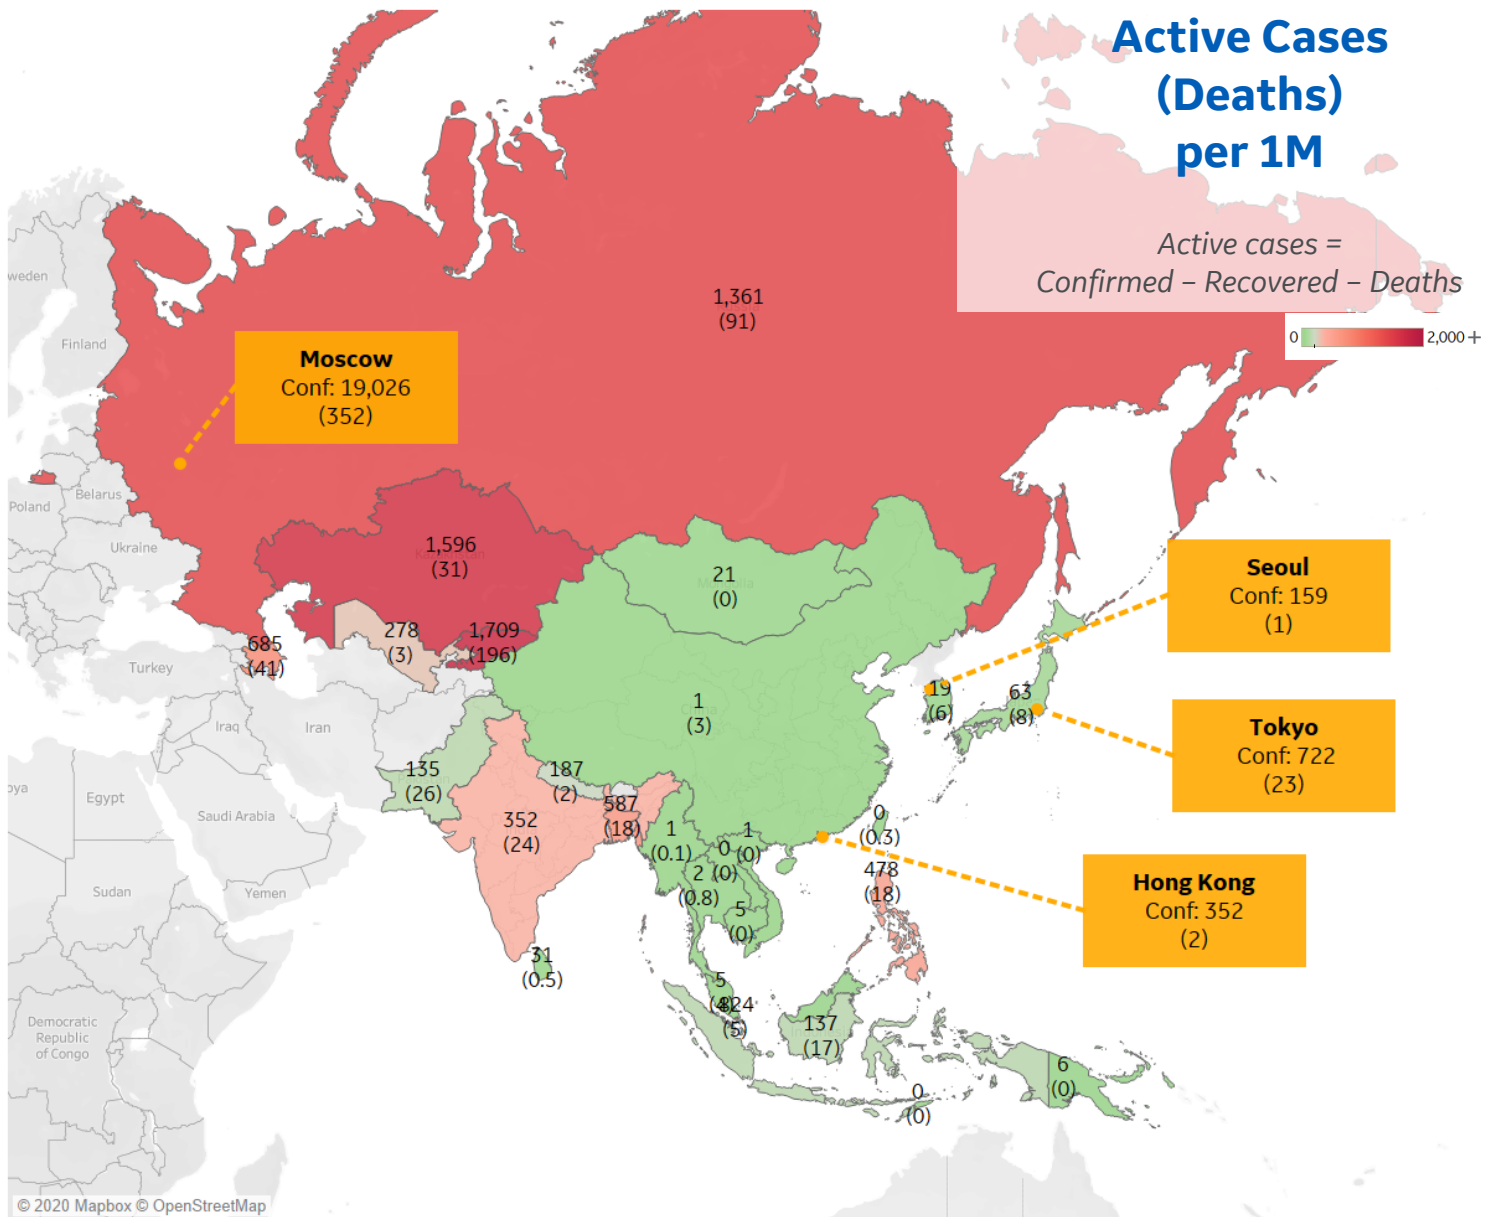 Active Cases
(Deaths)
per 1M
Active cases =
Confirmed – Recovered – Deaths
0
2,000 +
1,361
(91)
Moscow
Conf: 19,026
(352)
weden
Finland
Belarus
Poland
Ukraine
1,596
(31)
21
(0)
Seoul
Conf: 159
(1)
278
(3)
1,709
(196)
685
(41)
Turkey
19
(6)
63
(8)
Tokyo
Conf: 722
(23)
1
(3)
Iraq
Iran
135
(26)
187
(2)
oya
Egypt
Saudi Arabia
587
(18)
352
(24)
1
(0.1)
0
(0)
1
(0)
0
(0.3)
2
(0.8)
478
(18)
Hong Kong
Conf: 352
(2)
Sudan
Yemen
5
(0)
31
(0.5)
5
824
(5)
137
(17)
Democratic
Republic
of Congo
6
(0)
0
(0)
© 2020 Mapbox © OpenStreetMap